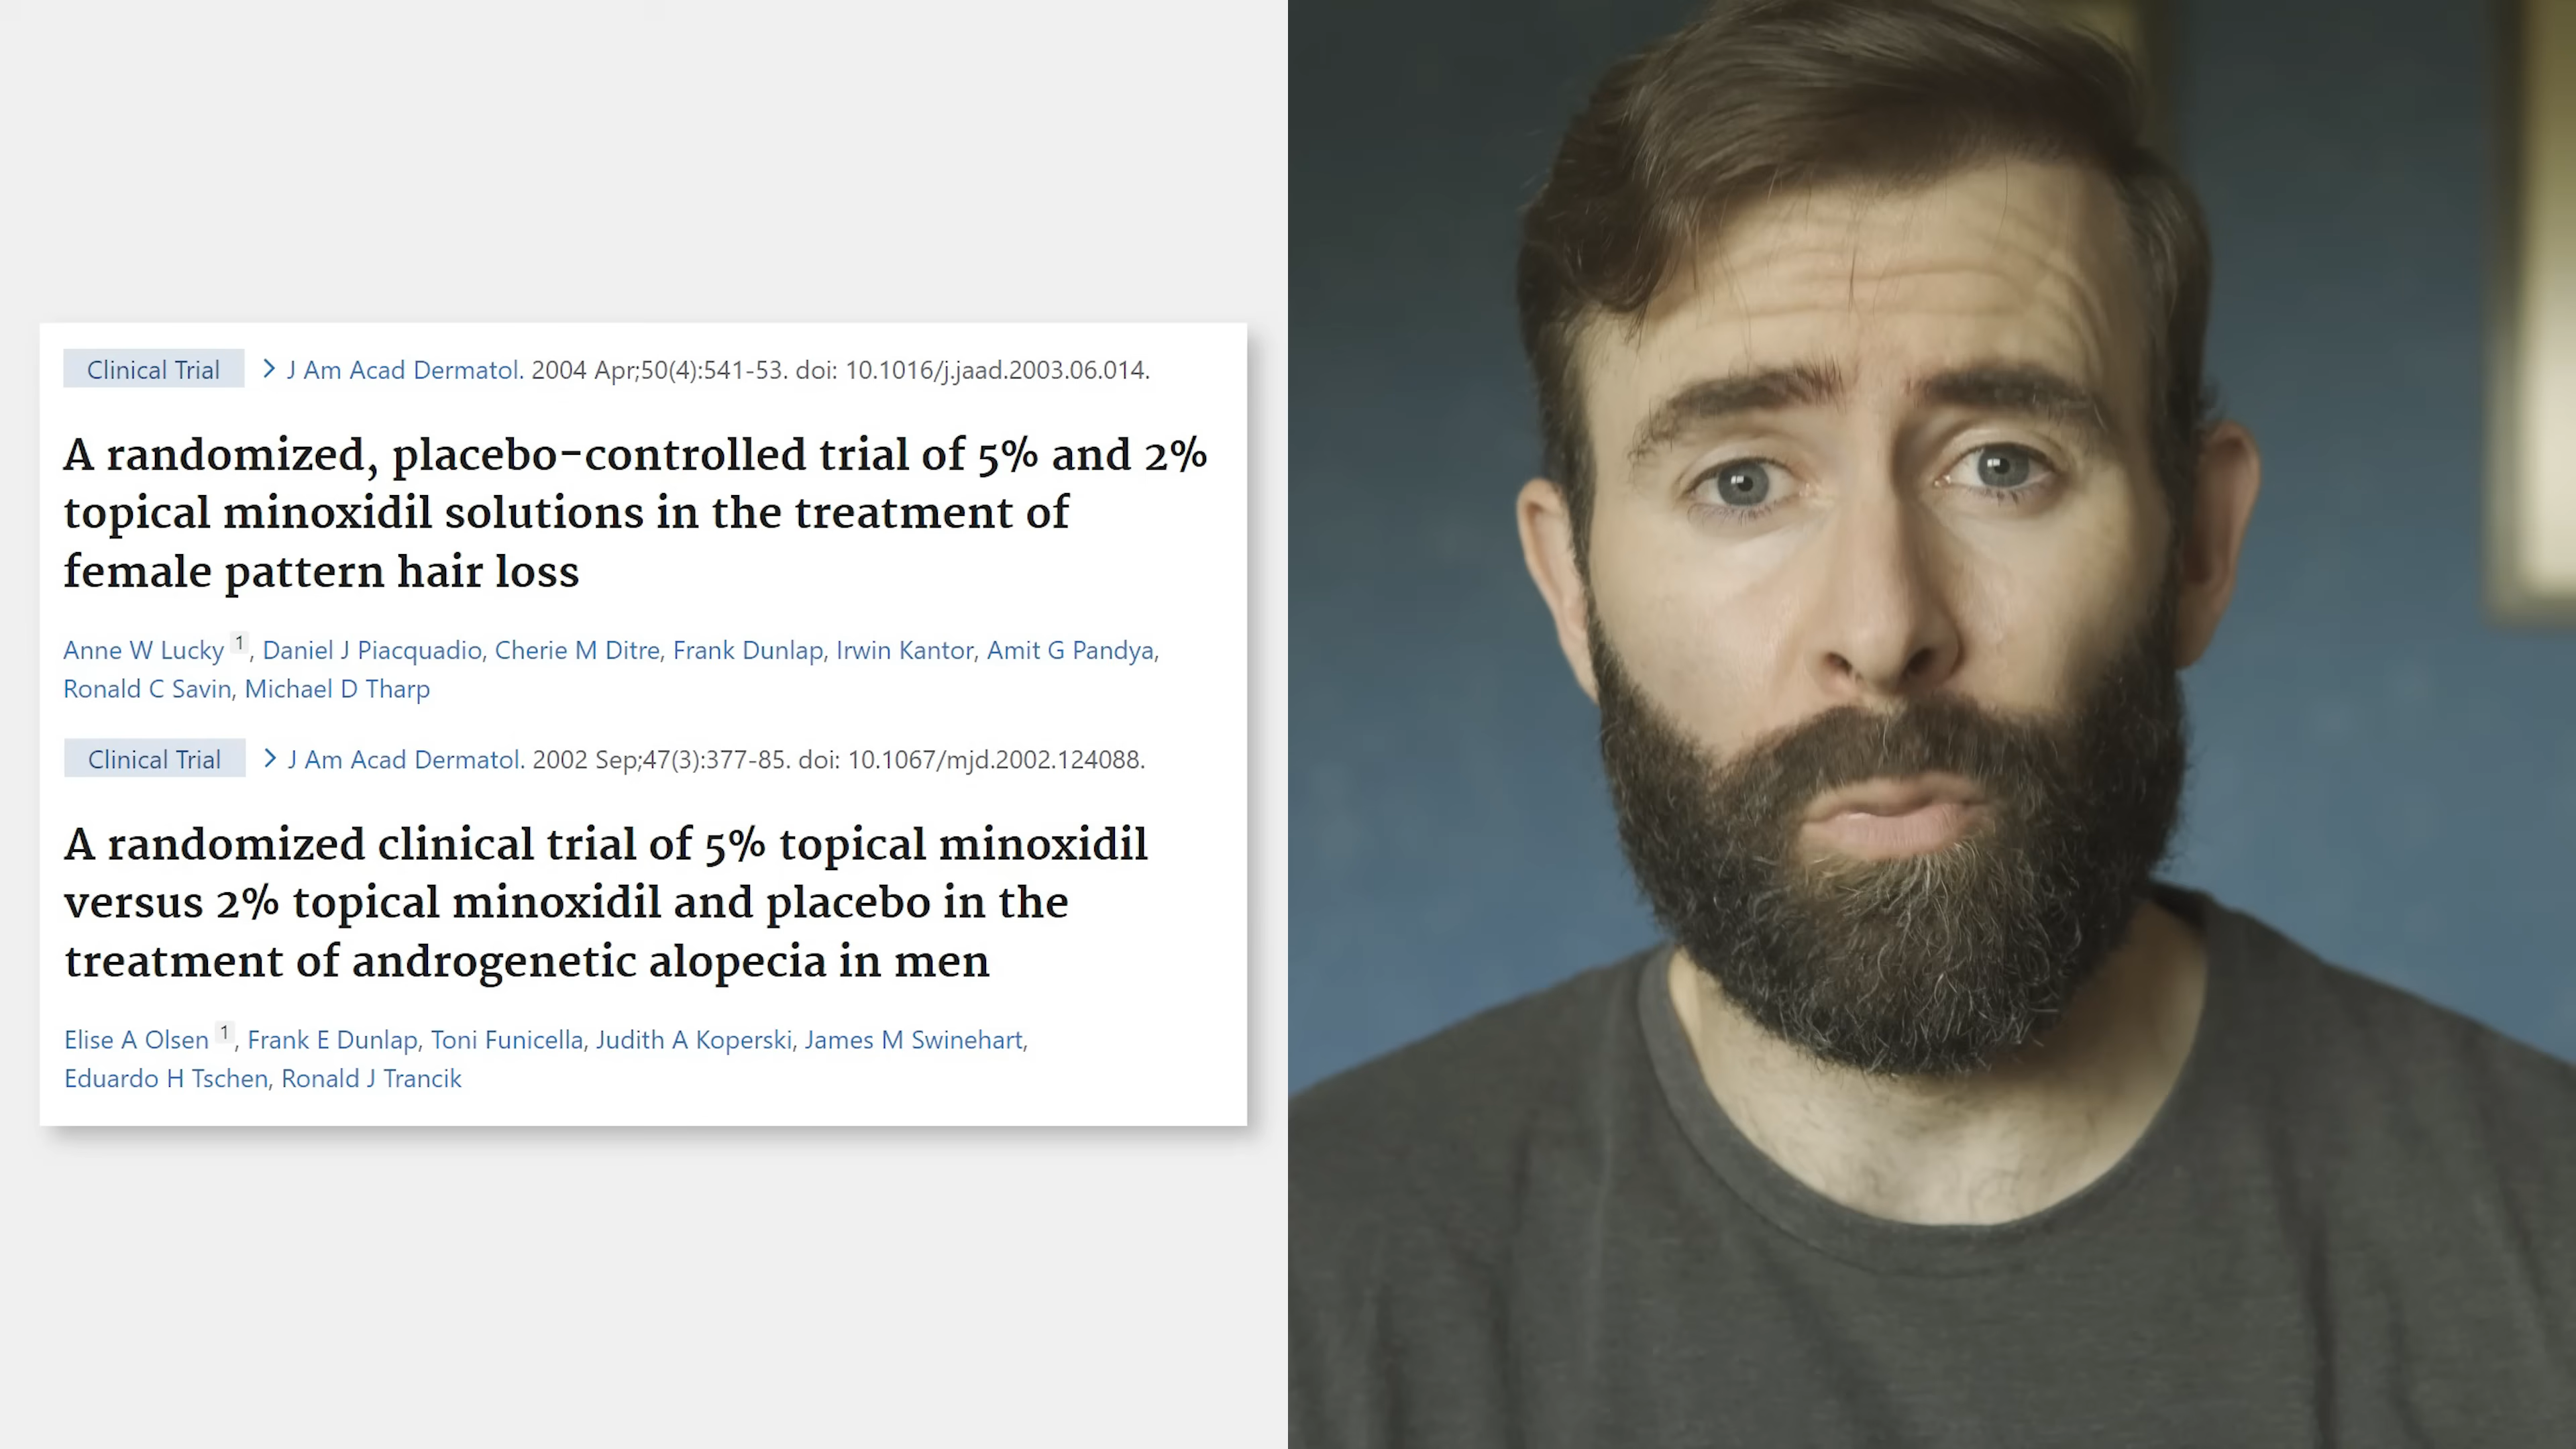 Clinical Trial > J Am Acad Dermatol. 2004 Apr;50(4):541-53. doi: 10.1016/j.jaad.2003.06.014.
A randomized, placebo-controlled trial of 5% and 2%
topical minoxidil solutions in the treatment of
female pattern hair loss
Anne W Lucky 1, Daniel J Piacquadio, Cherie M Ditre, Frank Dunlap, Irwin Kantor, Amit G Pandya,
Ronald C Savin, Michael D Tharp
Clinical Trial > J Am Acad Dermatol. 2002 Sep;47(3):377-85. doi: 10.1067/mjd.2002.124088.
A randomized clinical trial of 5% topical minoxidil
versus 2% topical minoxidil and placebo in the
treatment of androgenetic alopecia in men
Elise A Olsen 1, Frank E Dunlap, Toni Funicella, Judith A Koperski, James M Swinehart,
Eduardo H Tschen, Ronald J Trancik